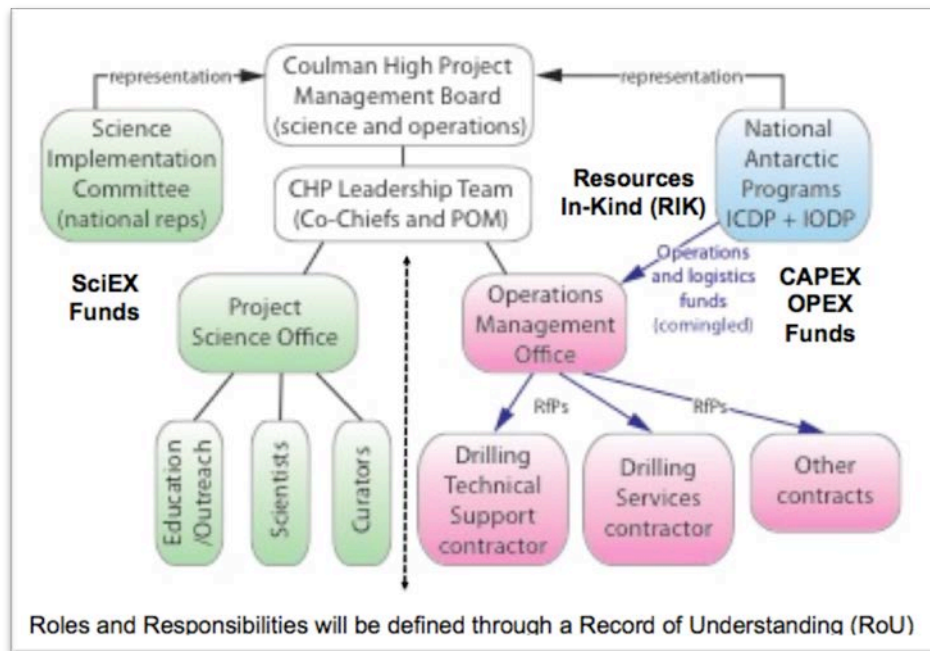 representation
Coulman High Project
Management Board
(science and operations)
representation
Science
Implementation
Committee
(national reps)
National
Antarctic
Programs
ICDP + IODP
CHP Leadership Team
(Co-Chiefs and POM)
Resources
In-Kind (RIK)
SciEX
Funds
Project
Science Office
Operations
Management
Office
Operations
and logistics
funds
(comingled)
CAPEX
OPEX
Funds
RfPs
RfPs
Education
/Outreach
Scientists
Curators
Drilling
Technical
Support
contractor
Drilling
Services
contractor
Other
contracts
Roles and Responsibilities will be defined through a Record of Understanding (RoU)